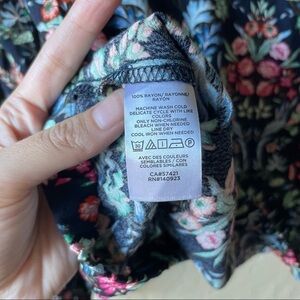 100% RAYON/ RAYONNE/
RAYÓN
MACHINE WASH COLD
DELICATE CYCLE WITH LIKE
COLORS
ONLY NON-CHLORINE
BLEACH WHEN NEEDED
LINE DRY
COOL IRON WHEN NEEDED
30
AVEC DES COULEURS
SEMBLABLES / CON
COLORES SIMILARES
CA#57421
RN#140923